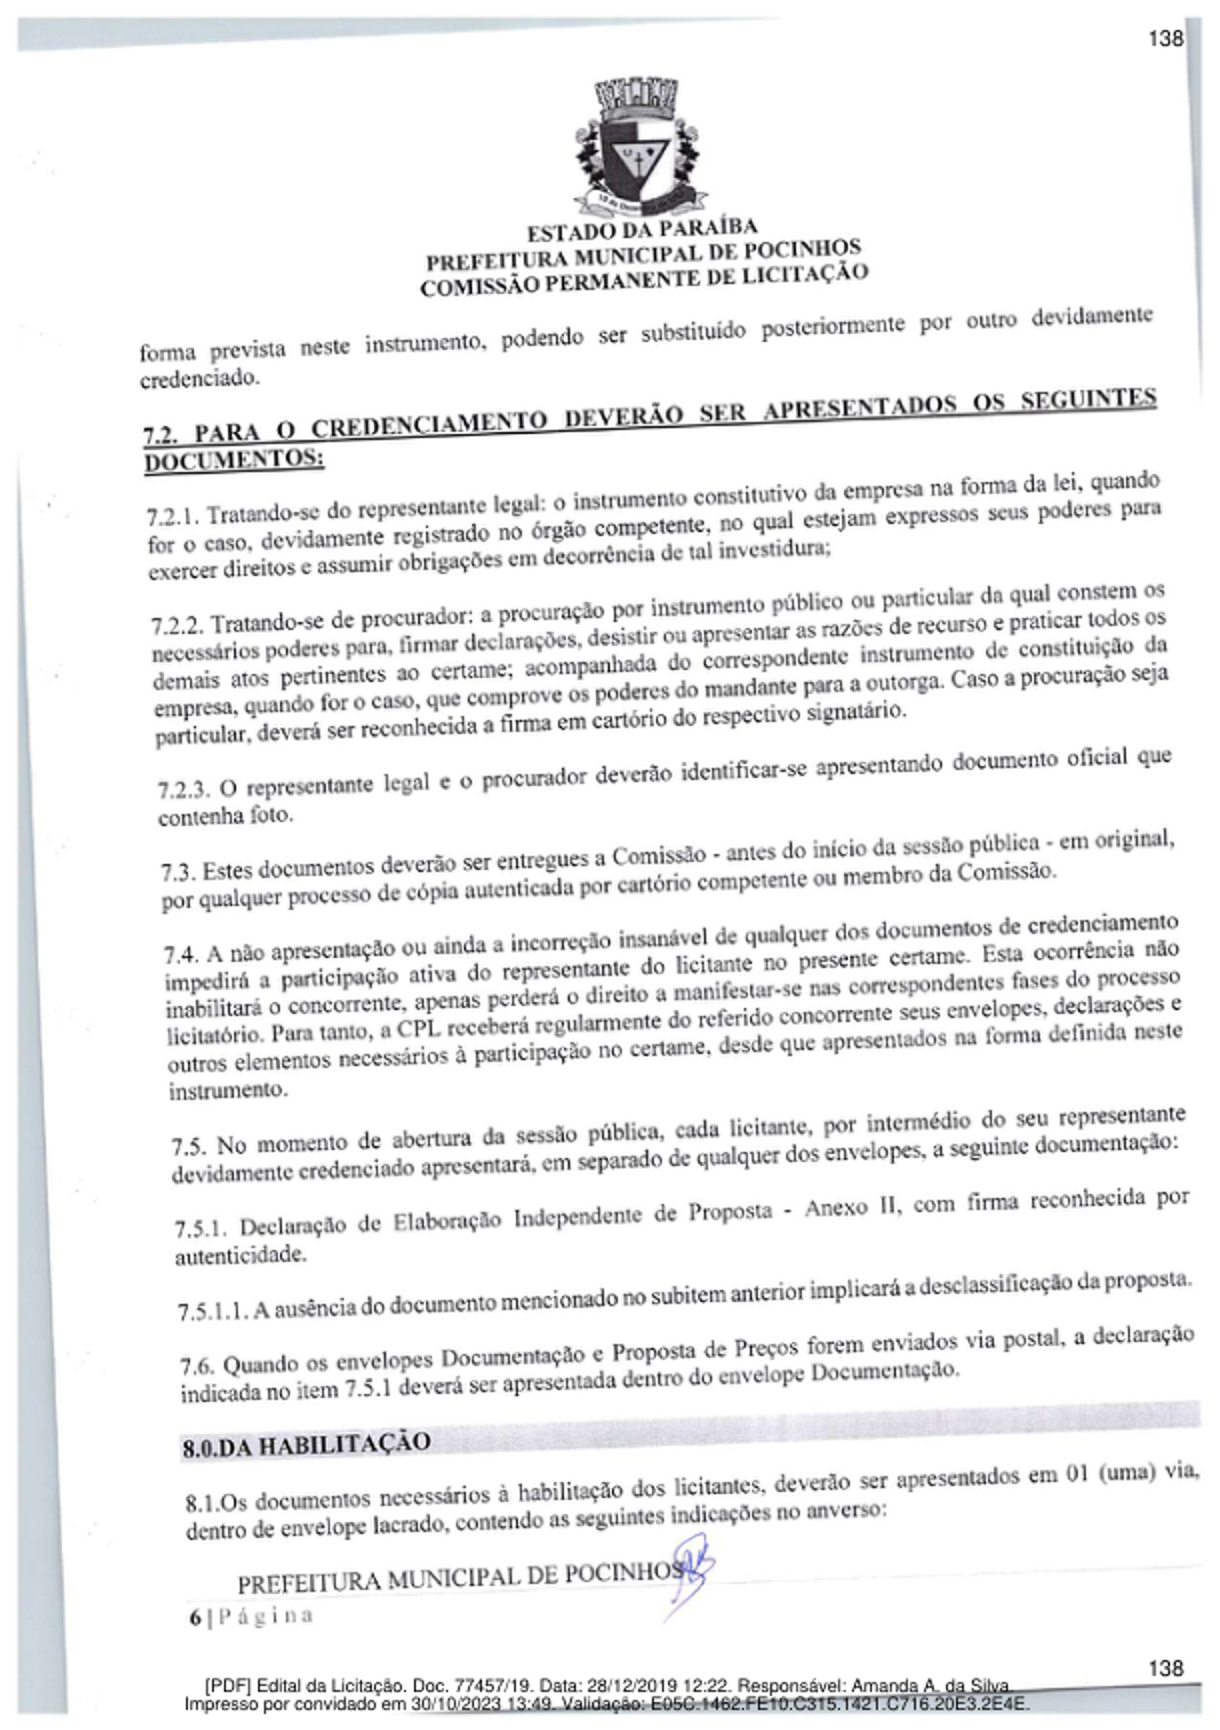 138
ESTADO DA PARAÍBA
PREFEITURA MUNICIPAL DE POCINHOS
COMISSÃO PERMANENTE DE LICITAÇÃO
forma prevista neste instrumento, podendo ser substituído posteriormente por outro devidamente
credenciado.
7.2. PARA O CREDENCIAMENTO DEVERÃO SER APRESENTADOS OS SEGUINTES
DOCUMENTOS:
7.2.1. Tratando-se do representante legal: o instrumento constitutivo da empresa na forma da lei, quando
for o caso, devidamente registrado no órgão competente, no qual estejam expressos seus poderes para
exercer direitos e assumir obrigações em decorrência de tal investidura;
7.2.2. Tratando-se de procurador: a procuração por instrumento público ou particular da qual constem os
necessários poderes para, firmar declarações, desistir ou apresentar as razões de recurso e praticar todos os
demais atos pertinentes ao certame; acompanhada do correspondente instrumento de constituição da
empresa, quando for o caso, que comprove os poderes do mandante para a outorga. Caso a procuração seja
particular, deverá ser reconhecida a firma em cartório do respectivo signatário.
7.2.3. O representante legal e o procurador deverão identificar-se apresentando documento oficial que
contenha foto.
7.3. Estes documentos deverão ser entregues a Comissão - antes do início da sessão pública - em original,
por qualquer processo de cópia autenticada por cartório competente ou membro da Comissão.
7.4. A não apresentação ou ainda a incorreção insanável de qualquer dos documentos de credenciamento
impedirá a participação ativa do representante do licitante no presente certame. Esta ocorrência não
inabilitará o concorrente, apenas perderá o direito a manifestar-se nas correspondentes fases do processo
licitatório. Para tanto, a CPL receberá regularmente do referido concorrente seus envelopes, declarações e
outros elementos necessários à participação no certame, desde que apresentados na forma definida neste
instrumento.
7.5. No momento de abertura da sessão pública, cada licitante, por intermédio do seu representante
devidamente credenciado apresentará, em separado de qualquer dos envelopes, a seguinte documentação:
7.5.1. Declaração de Elaboração Independente de Proposta - Anexo II, com firma reconhecida por
autenticidade.
7.5.1.1. A ausência do documento mencionado no subitem anterior implicará a desclassificação da proposta.
7.6. Quando os envelopes Documentação e Proposta de Preços forem enviados via postal, a declaração
indicada no item 7.5.1 deverá ser apresentada dentro do envelope Documentação.
8.0.DA HABILITAÇÃO
8.1.Os documentos necessários à habilitação dos licitantes, deverão ser apresentados em 01 (uma) via,
dentro de envelope lacrado, contendo as seguintes indicações no anverso:
PREFEITURA MUNICIPAL DE POCINHOS
6 | Página
138
[PDF] Edital da Licitação. Doc. 77457/19. Data: 28/12/2019 12:22. Responsável: Amanda A. da Silva.
Impresso por convidado em 30/10/2023 13:49. Validação: E05C.1462.FE10.C315.1421.C716.20E3.2E4E.